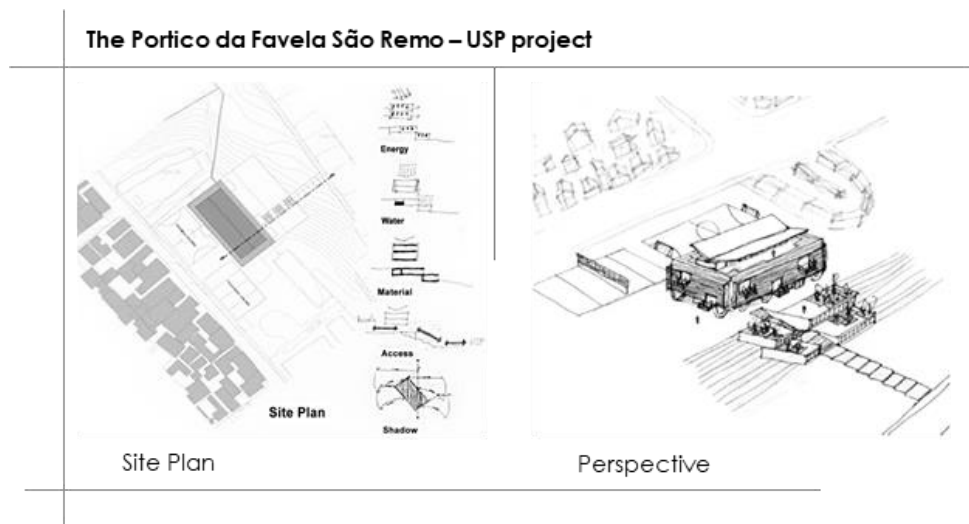 The Portico da Favela São Remo – USP project
Energy
Water
Material
Access
Shadow
Site Plan
Site Plan
Perspective